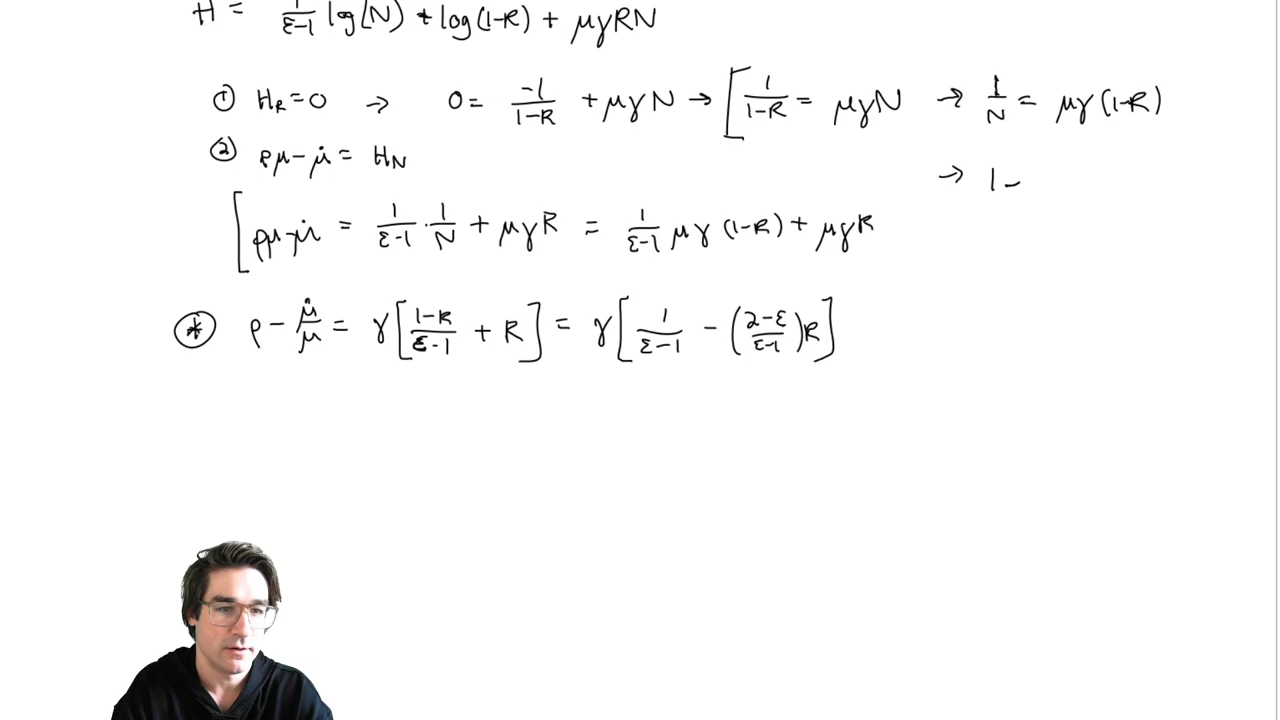 H = 1/(ε-1) log(N) + log(1-R) + μγRN
① H_R = 0 → 0 = -1/(1-R) + μγN → [ 1/(1-R) = μγN → 1/N = μγ(1-R)
② ρμ - μ̇ = H_N
→ 1 -
[ ρμ - μ̇ = 1/(ε-1) · 1/N + μγR = 1/(ε-1) μγ(1-R) + μγR
⊛ ρ - μ̇/μ = γ[ (1-R)/(ε-1) + R ] = γ[ 1/(ε-1) - ((2-ε)/(ε-1))R ]